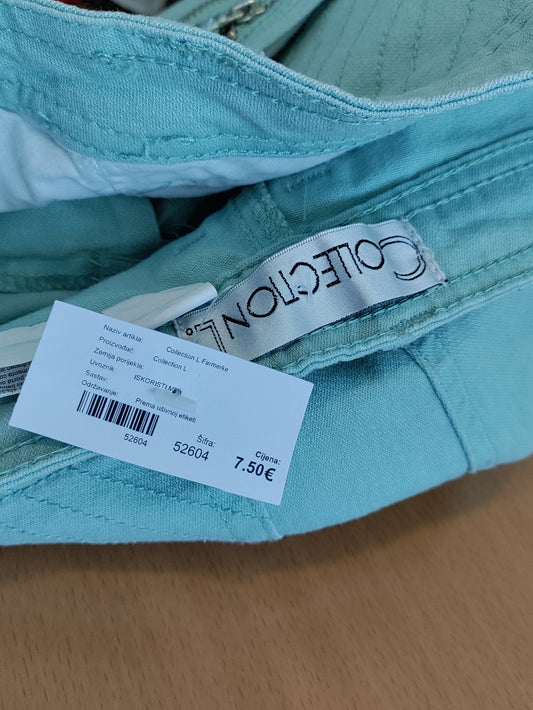 COLLECTION L
Naziv artikla: Collection L Farmerke
Proizvođač: Collection L
Zemlja porijekla:
Uvoznik: ISKORISTI.ME
Sastav:
Održavanje: Prema ušivnoj etiketi
52604
Šifra:
52604
Cijena:
7.50€